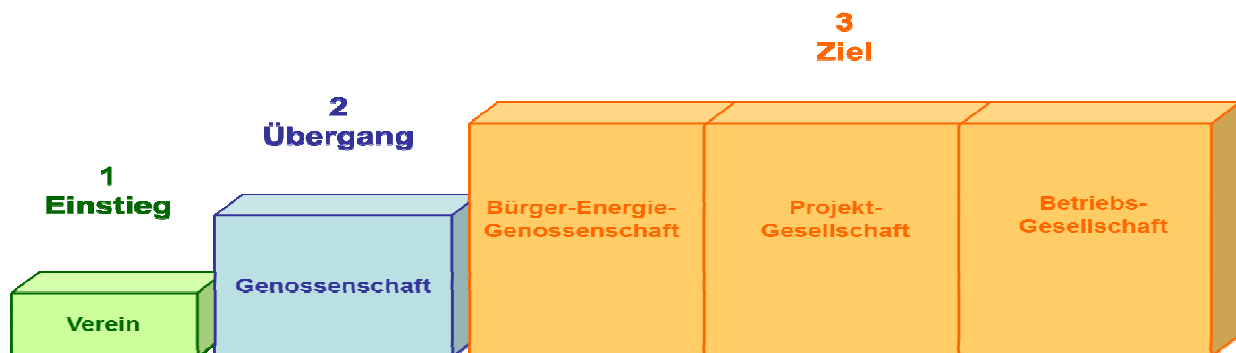 1
Einstieg
Verein
2
Übergang
Genossenschaft
3
Ziel
Bürger-Energie-
Genossenschaft
Projekt-
Gesellschaft
Betriebs-
Gesellschaft